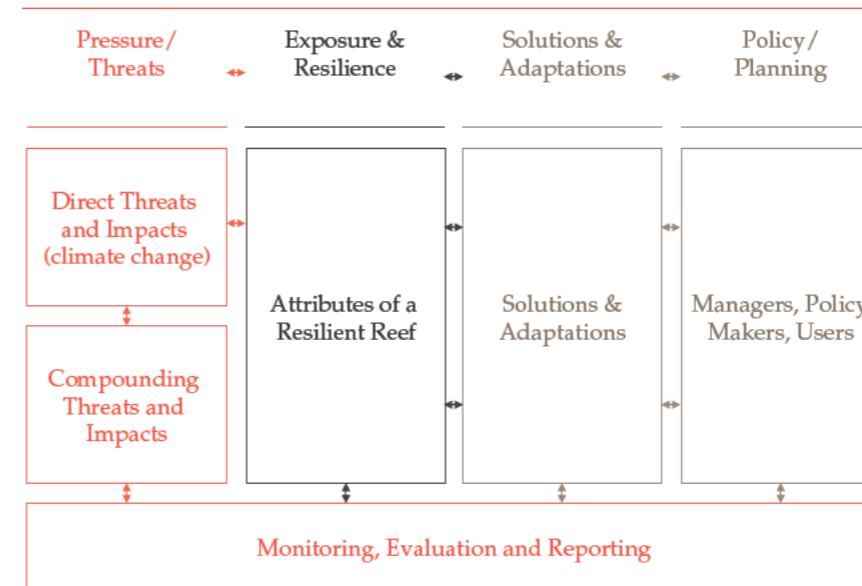 Pressure/
Threats
Exposure &
Resilience
Solutions &
Adaptations
Policy/
Planning
Direct Threats
and Impacts
(climate change)
Compounding
Threats and
Impacts
Attributes of a
Resilient Reef
Solutions &
Adaptations
Managers, Policy
Makers, Users
Monitoring, Evaluation and Reporting